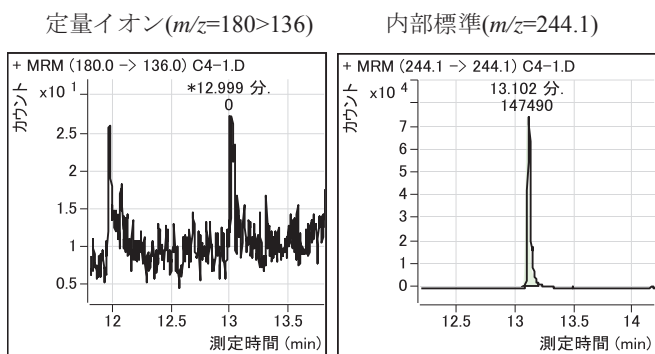 定量イオン(m/z=180>136)
+ MRM (180.0 -> 136.0) C4-1.D
カウント
x10 1
*12.999 分.
0
2.5
2
1.5
1
0.5
12 12.5 13 13.5
測定時間 (min)
内部標準(m/z=244.1)
+ MRM (244.1 -> 244.1) C4-1.D
カウント
x10 4
13.102 分.
147490
7
6
5
4
3
2
1
0
12.5 13 13.5 14
測定時間 (min)